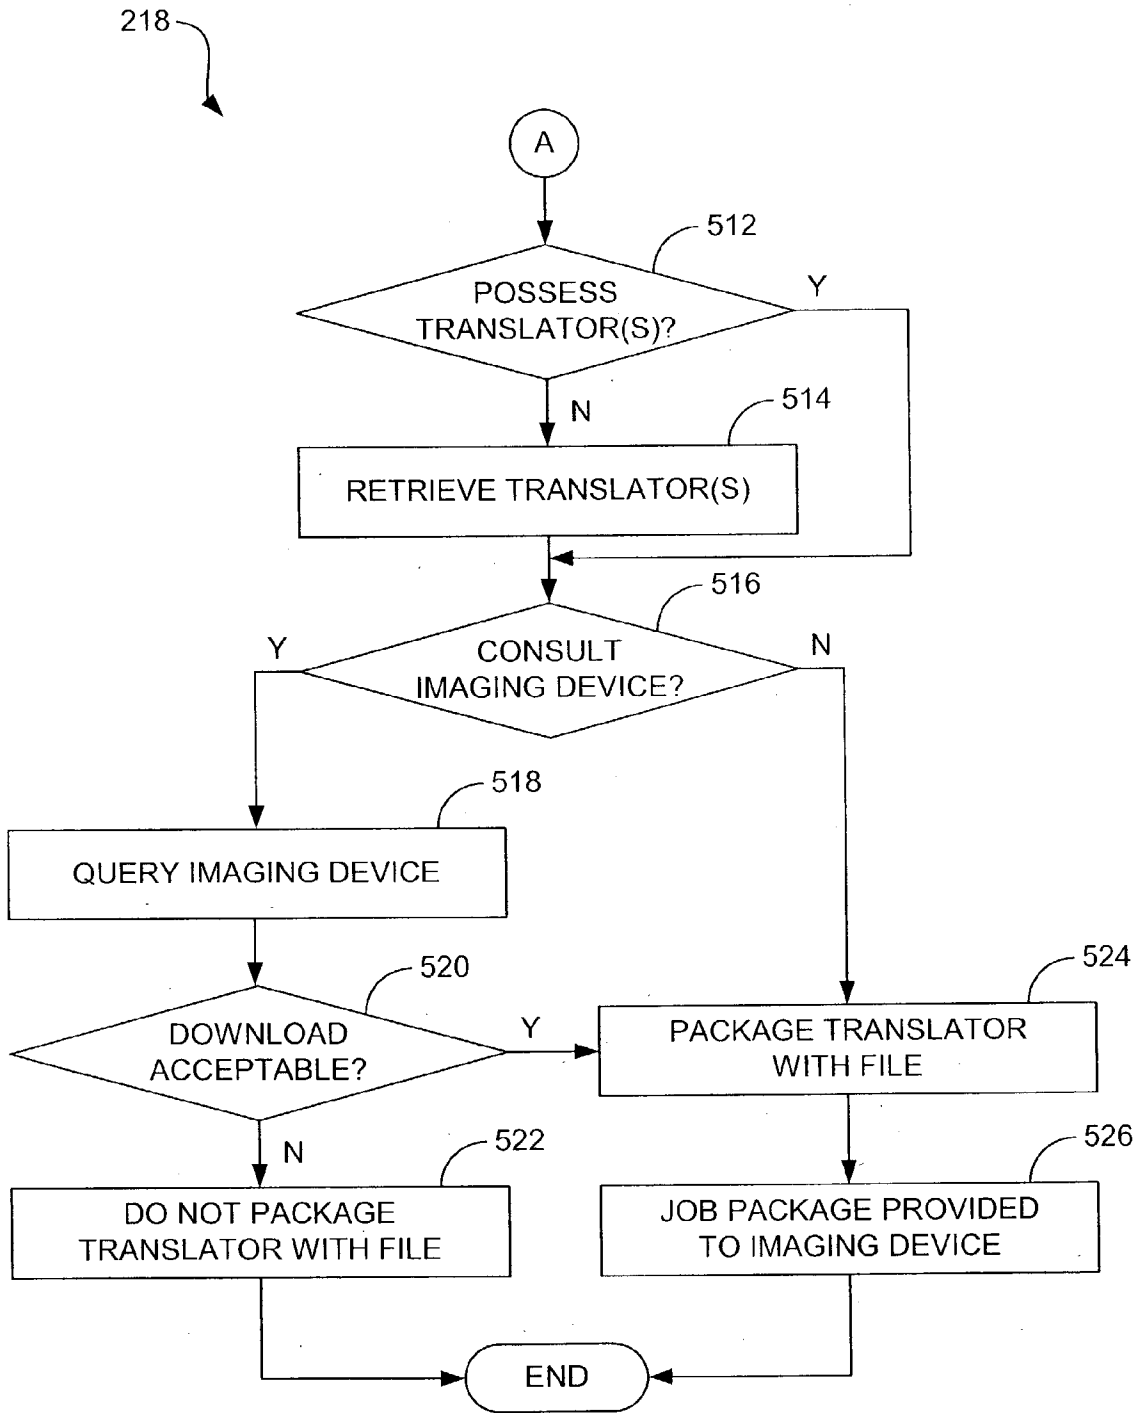 218
A
512
POSSESS
TRANSLATOR(S)?
Y
N
514
RETRIEVE TRANSLATOR(S)
516
CONSULT
IMAGING DEVICE?
Y
N
518
QUERY IMAGING DEVICE
520
DOWNLOAD
ACCEPTABLE?
Y
N
524
PACKAGE TRANSLATOR
WITH FILE
522
DO NOT PACKAGE
TRANSLATOR WITH FILE
526
JOB PACKAGE PROVIDED
TO IMAGING DEVICE
END